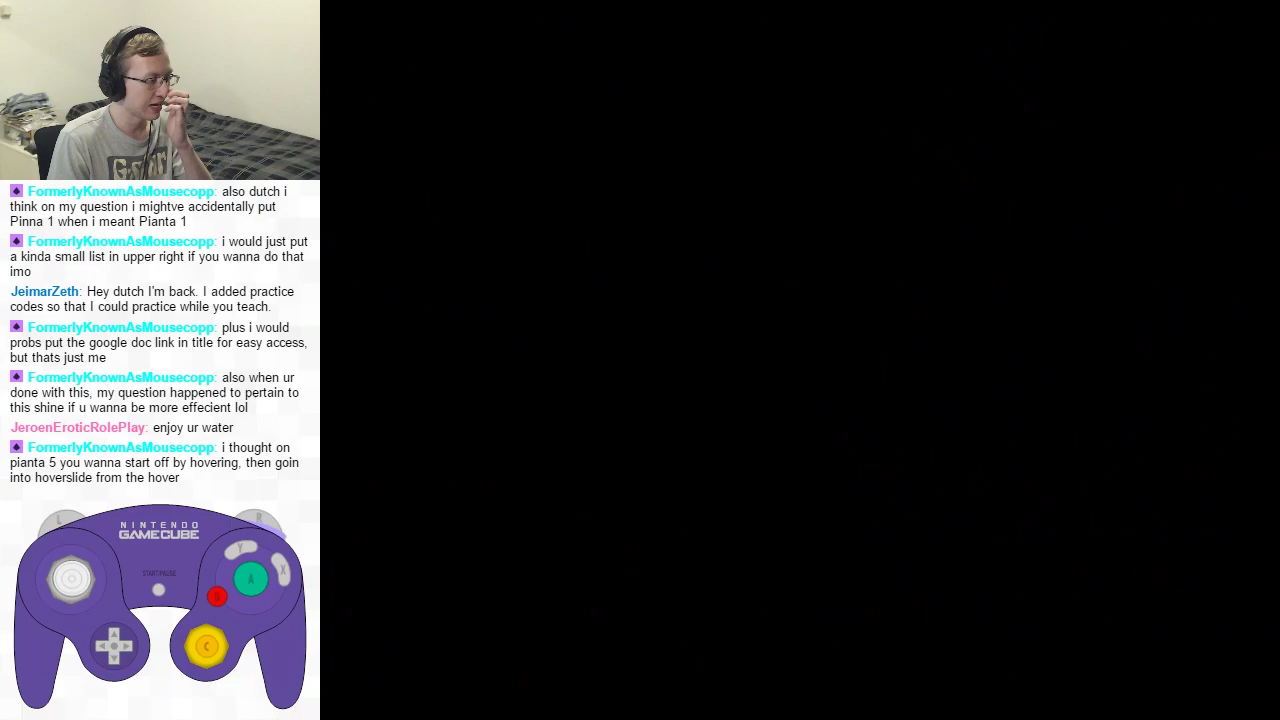 FormerlyKnownAsMousecopp: also dutch i
think on my question i mightve accidentally put
Pinna 1 when i meant Pianta 1
FormerlyKnownAsMousecopp: i would just put
a kinda small list in upper right if you wanna do that
imo
JeimarZeth: Hey dutch I'm back. I added practice
codes so that I could practice while you teach.
FormerlyKnownAsMousecopp: plus i would
probs put the google doc link in title for easy access,
but thats just me
FormerlyKnownAsMousecopp: also when ur
done with this, my question happened to pertain to
this shine if u wanna be more effecient lol
JeroenEroticRolePlay: enjoy ur water
FormerlyKnownAsMousecopp: i thought on
pianta 5 you wanna start off by hovering, then goin
into hoverslide from the hover
L
R
NINTENDO
GAMECUBE
START/PAUSE
Y
X
A
B
C